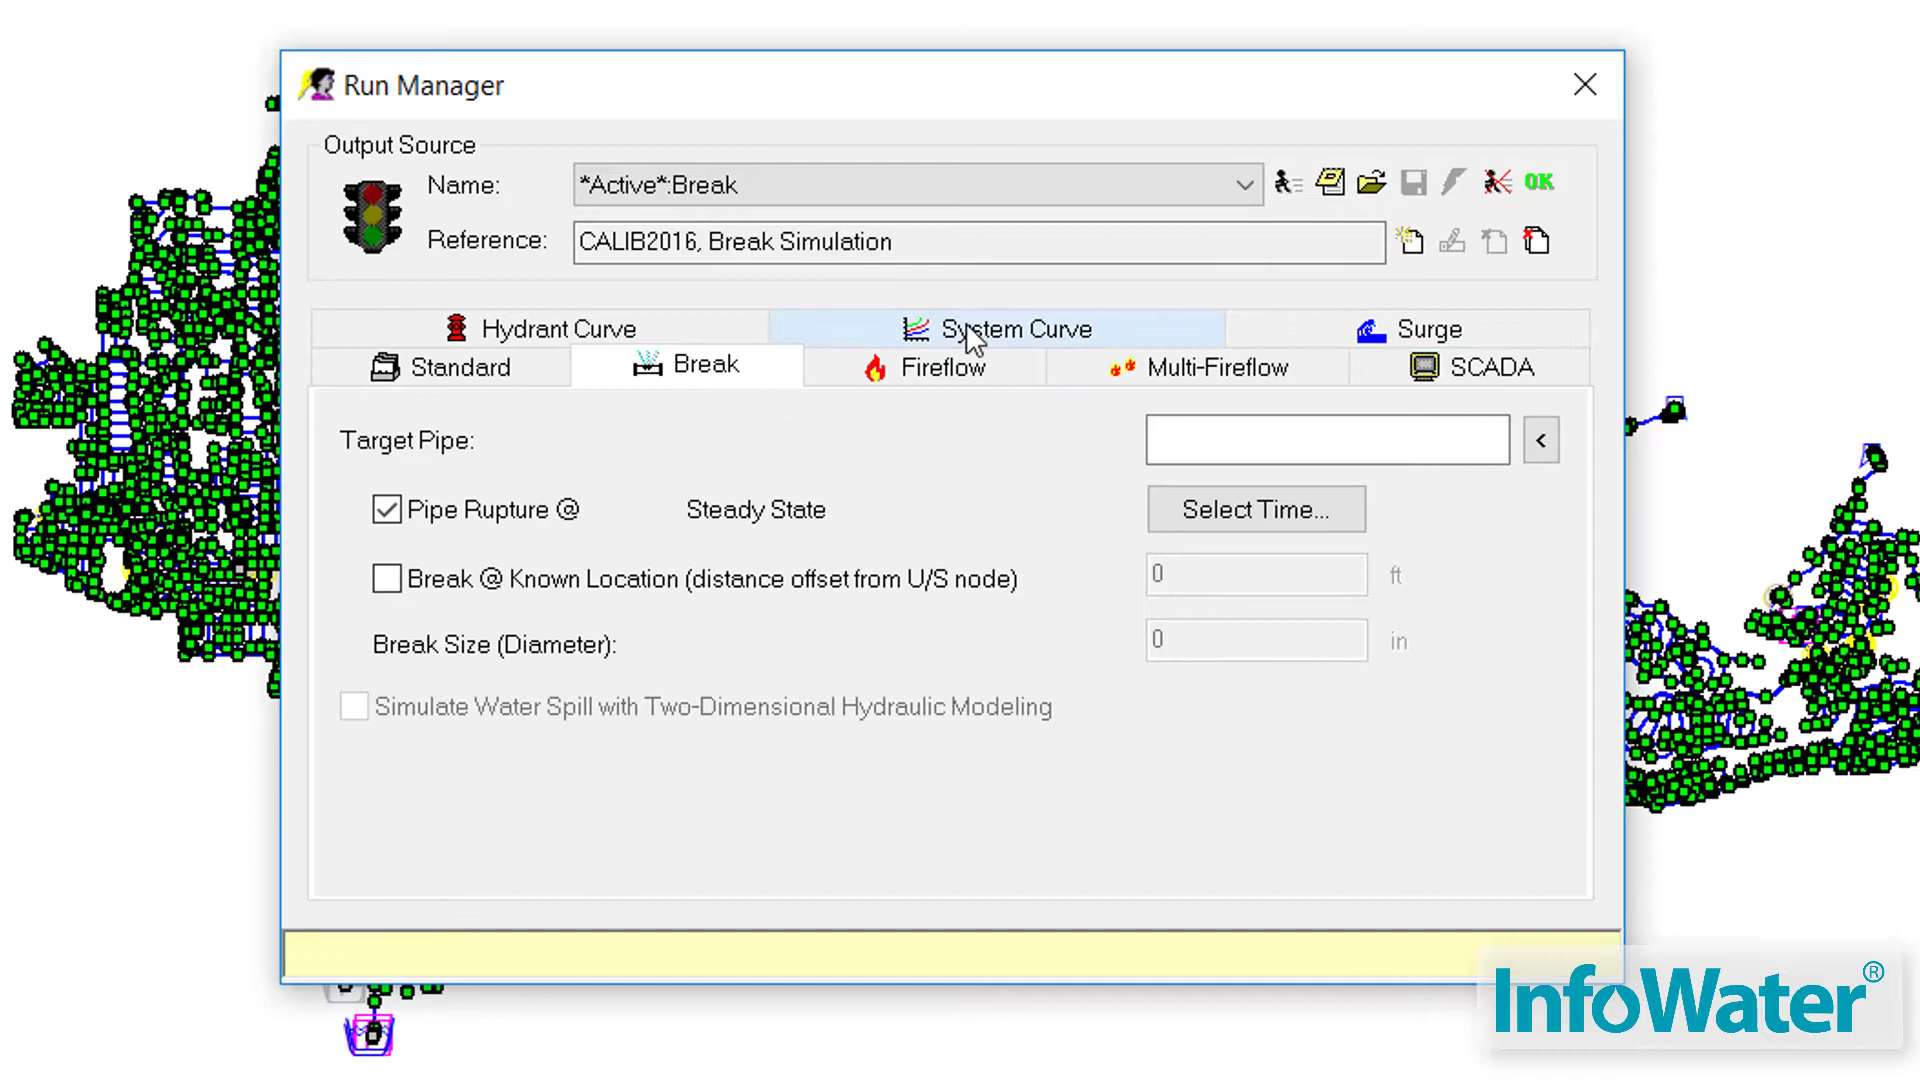 Run Manager
Output Source
Name: *Active*:Break OK
Reference: CALIB2016, Break Simulation
Hydrant Curve System Curve Surge
Standard Break Fireflow Multi-Fireflow SCADA
Target Pipe: <
Pipe Rupture @ Steady State Select Time...
Break @ Known Location (distance offset from U/S node) 0 ft
Break Size (Diameter): 0 in
Simulate Water Spill with Two-Dimensional Hydraulic Modeling
InfoWater®